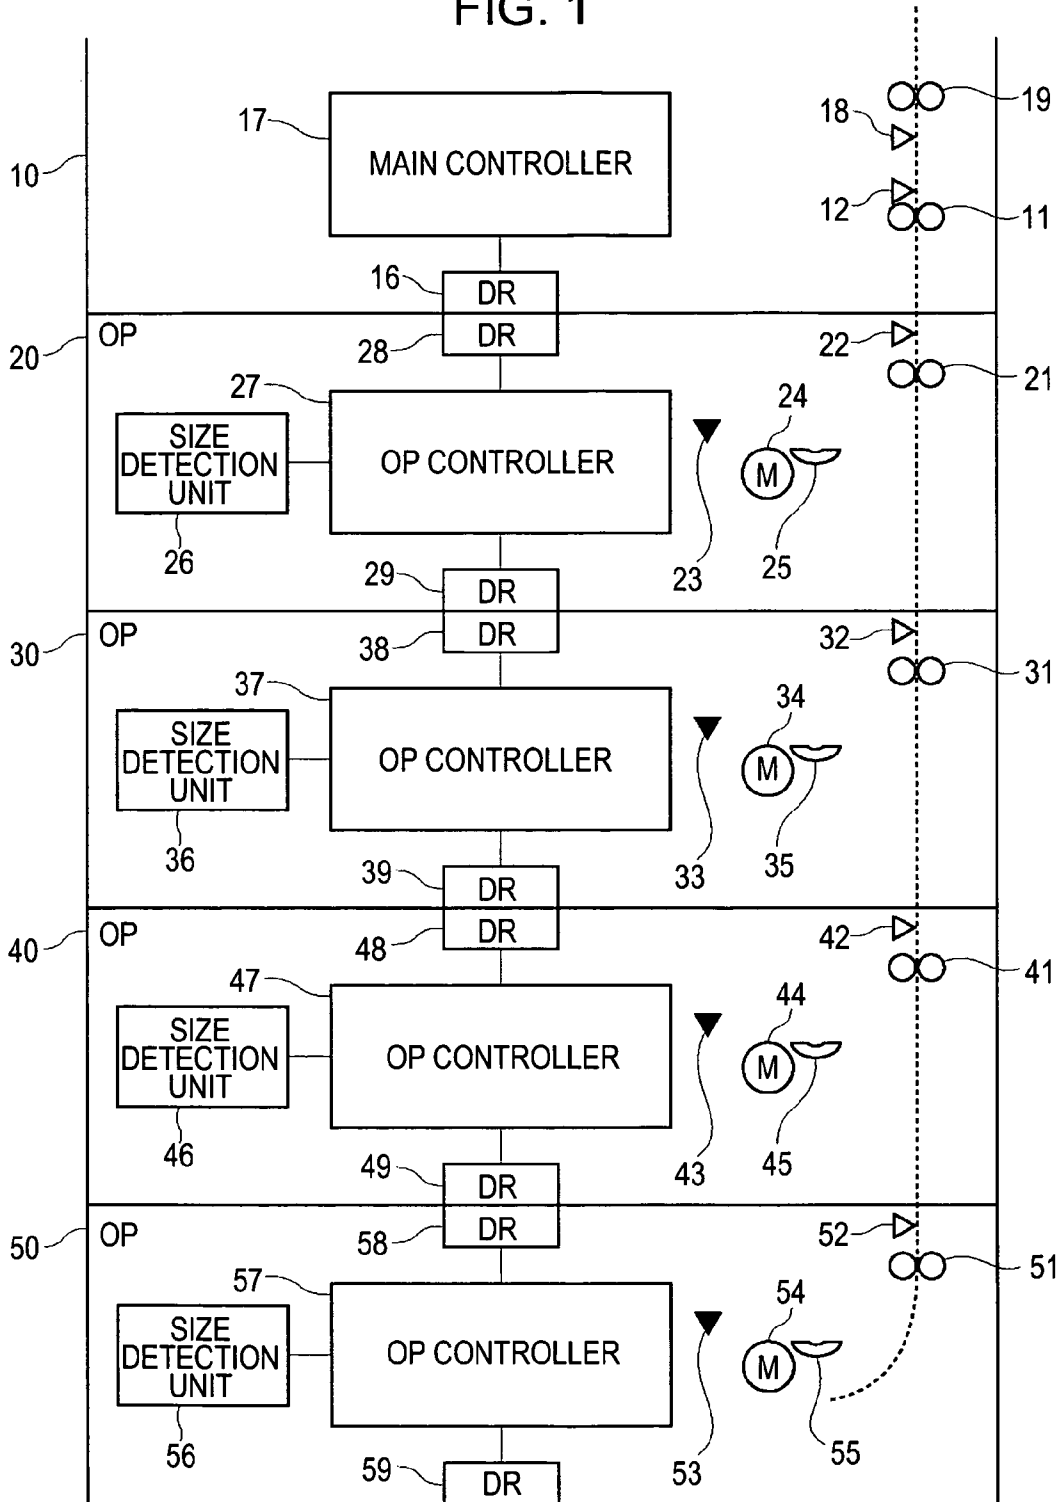 FIG. 1
19
18
17
MAIN CONTROLLER
10
12
11
16
DR
OP
DR
20
28
22
21
27
24
SIZE
DETECTION
UNIT
OP CONTROLLER
M
26
23
25
29
DR
OP
DR
30
38
32
31
37
34
SIZE
DETECTION
UNIT
OP CONTROLLER
M
36
33
35
39
DR
OP
DR
40
48
42
41
47
44
SIZE
DETECTION
UNIT
OP CONTROLLER
M
46
43
45
49
DR
OP
DR
50
58
52
51
57
54
SIZE
DETECTION
UNIT
OP CONTROLLER
M
56
53
55
59
DR